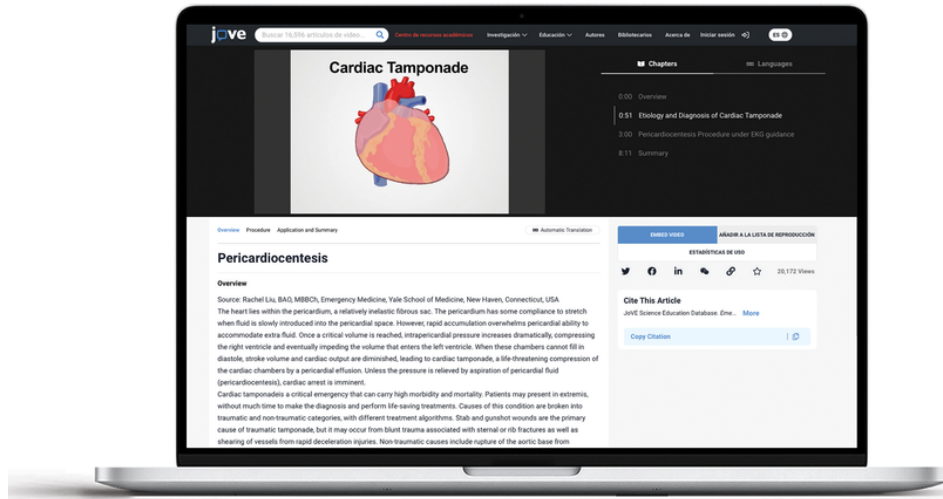 jove
Buscar 16,596 artículos de video...
Centro de recursos académicos
Investigación
Educación
Autores
Bibliotecarios
Acerca de
Iniciar sesión
ES
Cardiac Tamponade
Chapters
Languages
0:00 Overview
0:51 Etiology and Diagnosis of Cardiac Tamponade
3:00 Pericardiocentesis Procedure under EKG guidance
8:11 Summary
Overview Procedure Application and Summary
Automatic Translation
Pericardiocentesis
Overview
Source: Rachel Liu, BAO, MBBCh, Emergency Medicine, Yale School of Medicine, New Haven, Connecticut, USA
The heart lies within the pericardium, a relatively inelastic fibrous sac. The pericardium has some compliance to stretch
when fluid is slowly introduced into the pericardial space. However, rapid accumulation overwhelms pericardial ability to
accommodate extra fluid. Once a critical volume is reached, intrapericardial pressure increases dramatically, compressing
the right ventricle and eventually impeding the volume that enters the left ventricle. When these chambers cannot fill in
diastole, stroke volume and cardiac output are diminished, leading to cardiac tamponade, a life-threatening compression of
the cardiac chambers by a pericardial effusion. Unless the pressure is relieved by aspiration of pericardial fluid
(pericardiocentesis), cardiac arrest is imminent.
Cardiac tamponadeis a critical emergency that can carry high morbidity and mortality. Patients may present in extremis,
without much time to make the diagnosis and perform life-saving treatments. Causes of this condition are broken into
traumatic and non-traumatic categories, with different treatment algorithms. Stab and gunshot wounds are the primary
cause of traumatic tamponade, but it may occur from blunt trauma associated with sternal or rib fractures as well as
shearing of vessels from rapid deceleration injuries. Non-traumatic causes include rupture of the aortic base from
EMBED VIDEO
AÑADIR A LA LISTA DE REPRODUCCIÓN
ESTADÍSTICAS DE USO
20,172 Views
Cite This Article
JoVE Science Education Database. Eme... More
Copy Citation